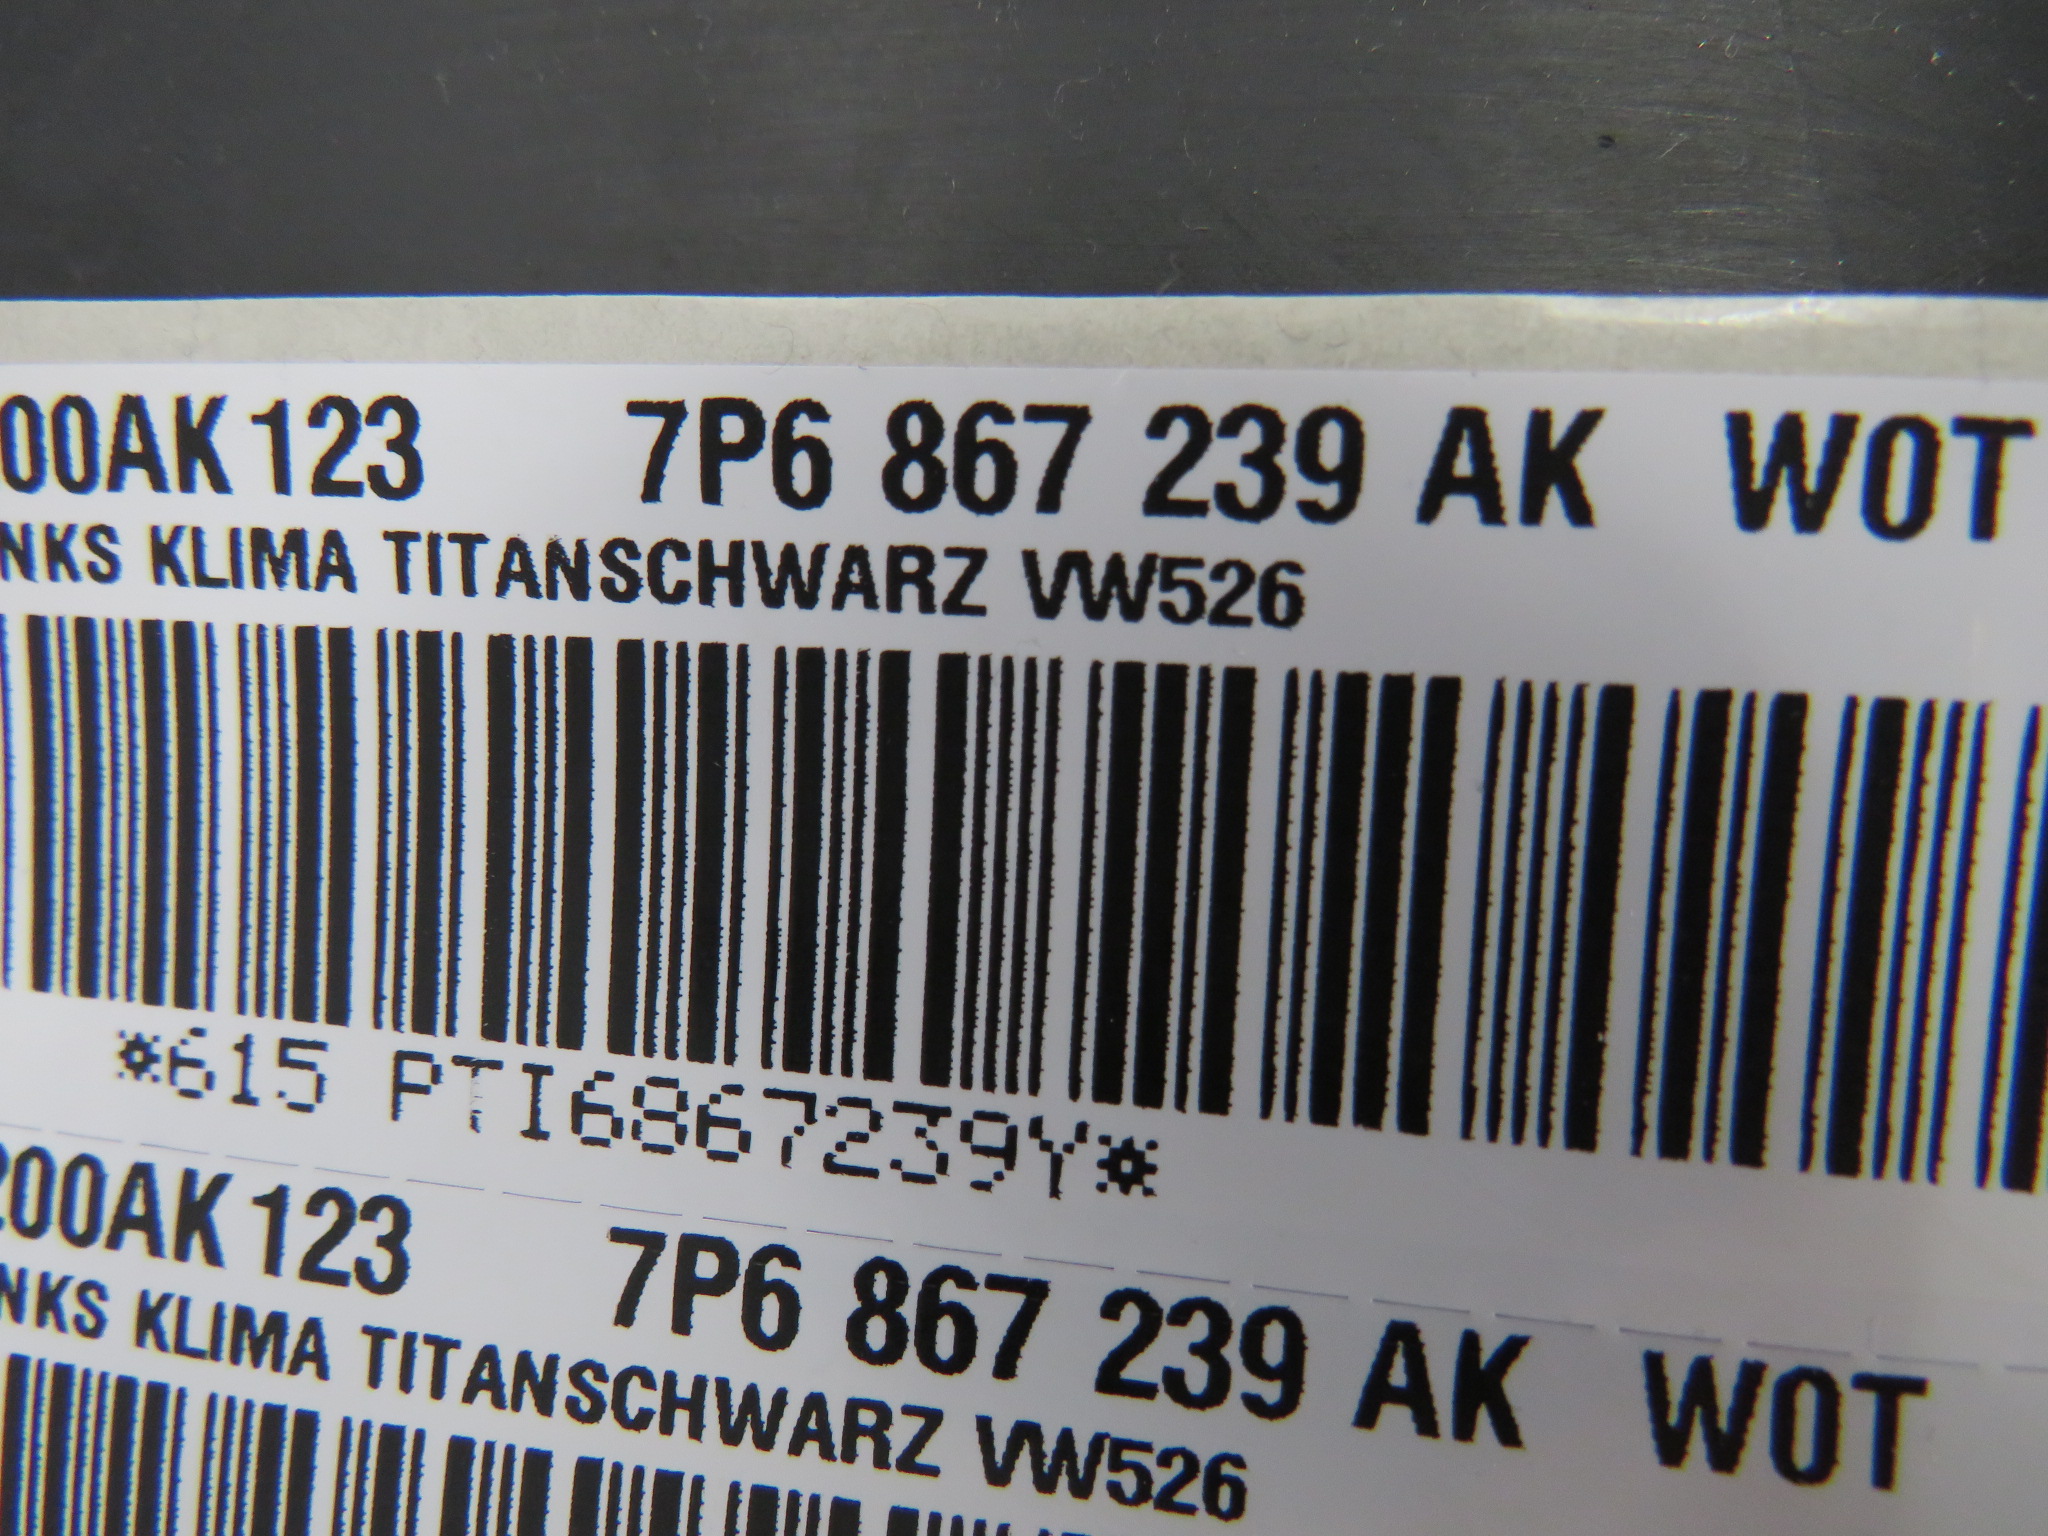 00AK 123 7P6 867 239 AK W0T
NKS KLIMA TITANSCHWARZ VW526
*615 PTI6867239Y*
200AK 123 7P6 867 239 AK W0T
NKS KLIMA TITANSCHWARZ VW526